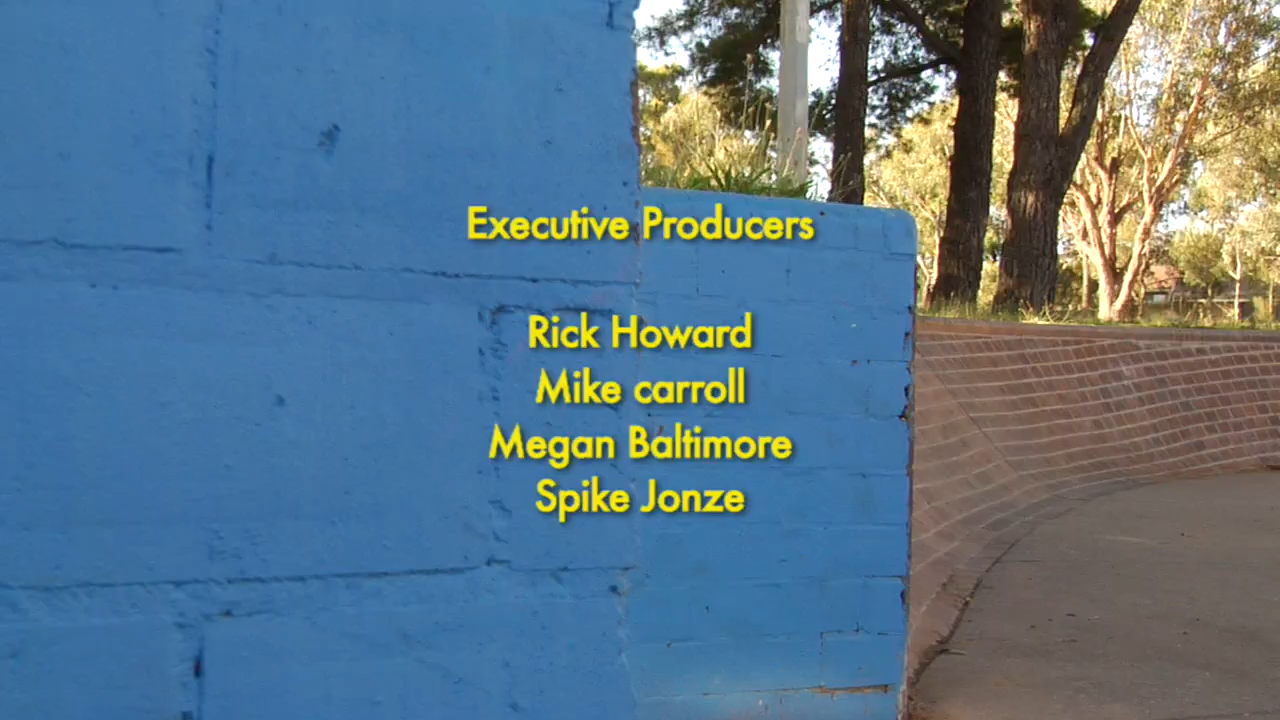 Executive Producers
Rick Howard
Mike carroll
Megan Baltimore
Spike Jonze